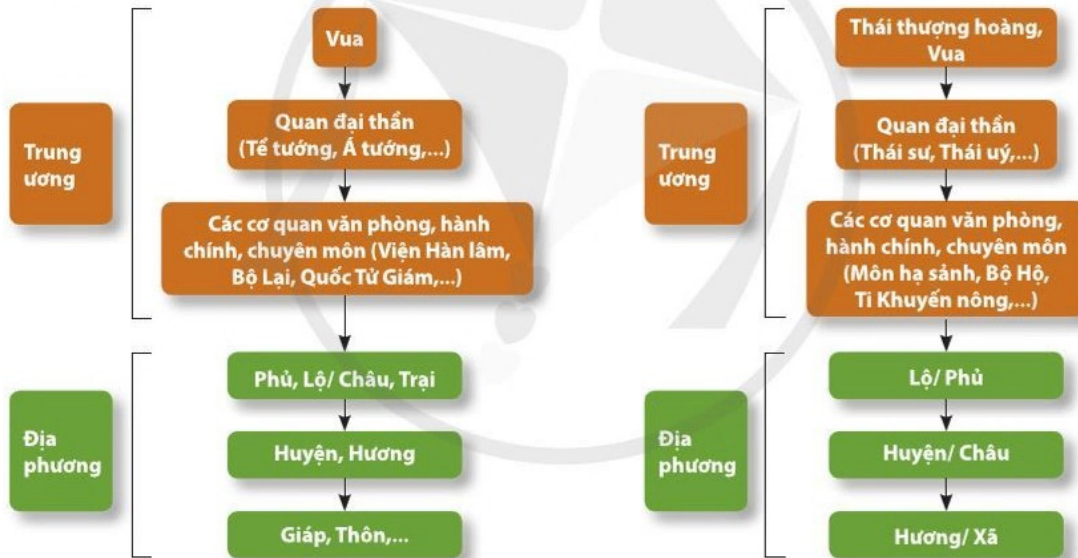 Trung
ương
Vua
Quan đại thần
(Tể tướng, Á tướng,...)
Các cơ quan văn phòng, hành
chính, chuyên môn (Viện Hàn lâm,
Bộ Lại, Quốc Tử Giám,...)
Địa
phương
Phủ, Lộ/ Châu, Trại
Huyện, Hương
Giáp, Thôn,...
Trung
ương
Thái thượng hoàng,
Vua
Quan đại thần
(Thái sư, Thái uý,...)
Các cơ quan văn phòng,
hành chính, chuyên môn
(Môn hạ sảnh, Bộ Hộ,
Ti Khuyến nông,...)
Địa
phương
Lộ/ Phủ
Huyện/ Châu
Hương/ Xã